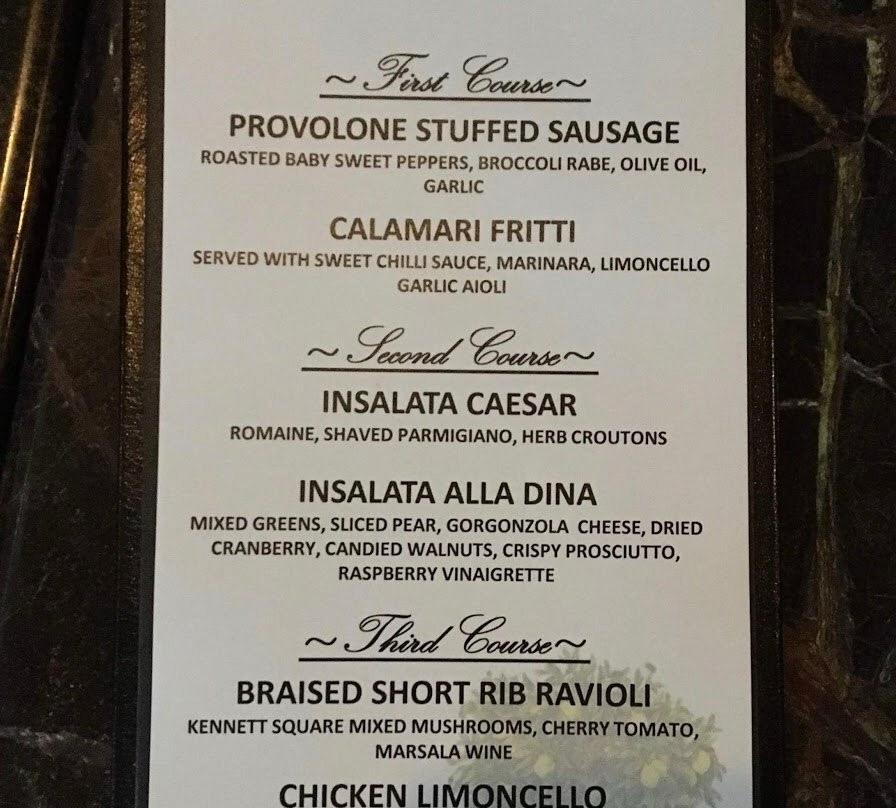 ~ First Course ~
PROVOLONE STUFFED SAUSAGE
ROASTED BABY SWEET PEPPERS, BROCCOLI RABE, OLIVE OIL,
GARLIC
CALAMARI FRITTI
SERVED WITH SWEET CHILLI SAUCE, MARINARA, LIMONCELLO
GARLIC AIOLI
~ Second Course ~
INSALATA CAESAR
ROMAINE, SHAVED PARMIGIANO, HERB CROUTONS
INSALATA ALLA DINA
MIXED GREENS, SLICED PEAR, GORGONZOLA CHEESE, DRIED
CRANBERRY, CANDIED WALNUTS, CRISPY PROSCIUTTO,
RASPBERRY VINAIGRETTE
~ Third Course ~
BRAISED SHORT RIB RAVIOLI
KENNETT SQUARE MIXED MUSHROOMS, CHERRY TOMATO,
MARSALA WINE
CHICKEN LIMONCELLO